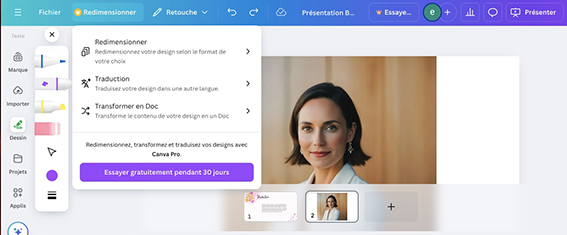 Fichier
Redimensionner
Retouche
Présentation B...
Essaye...
e
Présenter
Texte
Marque
Importer
Dessin
Projets
Applis
Redimensionner
Redimensionnez votre design selon le format de
votre choix
Traduction
Traduisez votre design dans une autre langue.
Transformer en Doc
Transforme le contenu de votre design en un Doc
Redimensionnez, transformez et traduisez vos designs avec
Canva Pro.
Essayer gratuitement pendant 30 jours
1
2